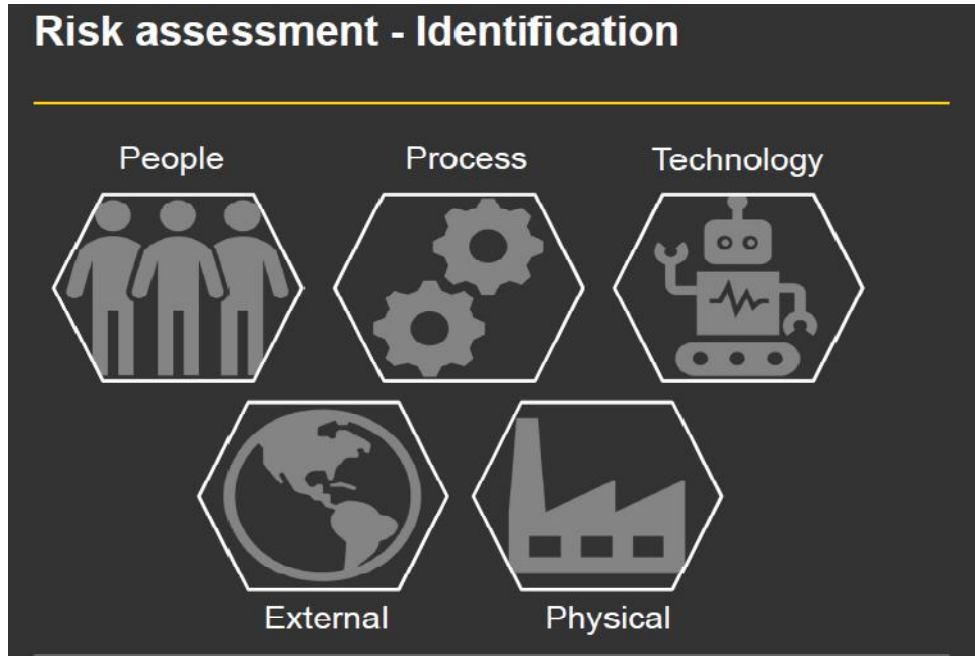 Risk assessment - Identification
People
Process
Technology
External
Physical